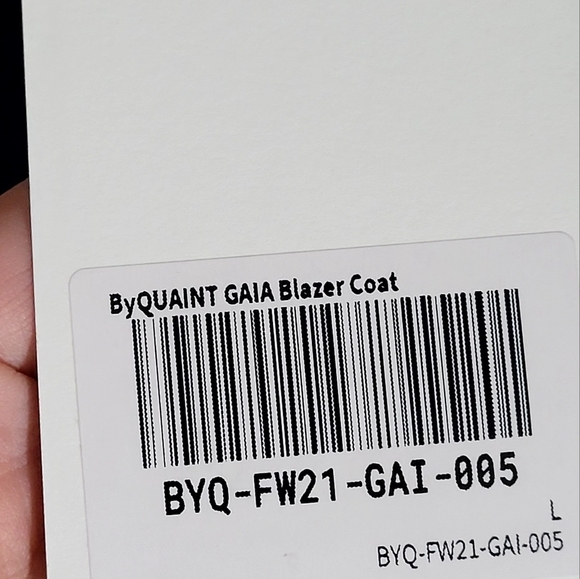 ByQUAINT GAIA Blazer Coat
BYQ-FW21-GAI-005
L
BYQ-FW21-GAI-005